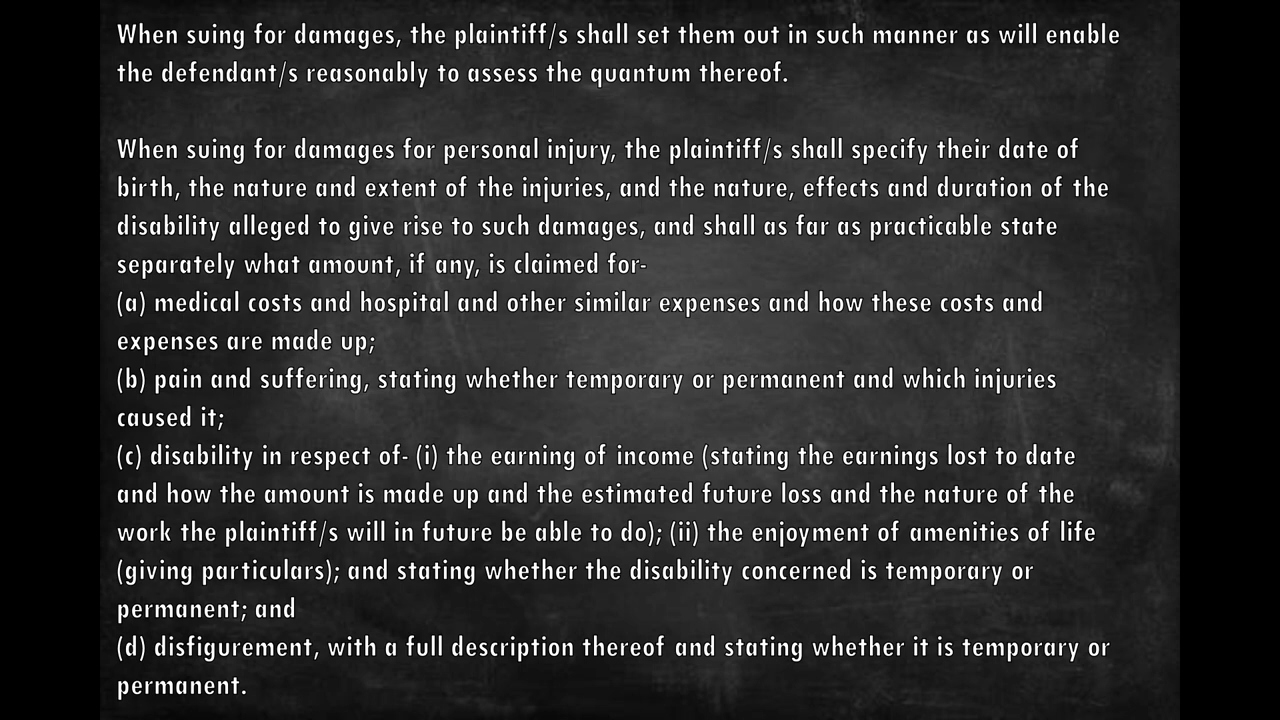 When suing for damages, the plaintiff/s shall set them out in such manner as will enable
the defendant/s reasonably to assess the quantum thereof.
When suing for damages for personal injury, the plaintiff/s shall specify their date of
birth, the nature and extent of the injuries, and the nature, effects and duration of the
disability alleged to give rise to such damages, and shall as far as practicable state
separately what amount, if any, is claimed for-
(a) medical costs and hospital and other similar expenses and how these costs and
expenses are made up;
(b) pain and suffering, stating whether temporary or permanent and which injuries
caused it;
(c) disability in respect of- (i) the earning of income (stating the earnings lost to date
and how the amount is made up and the estimated future loss and the nature of the
work the plaintiff/s will in future be able to do); (ii) the enjoyment of amenities of life
(giving particulars); and stating whether the disability concerned is temporary or
permanent; and
(d) disfigurement, with a full description thereof and stating whether it is temporary or
permanent.